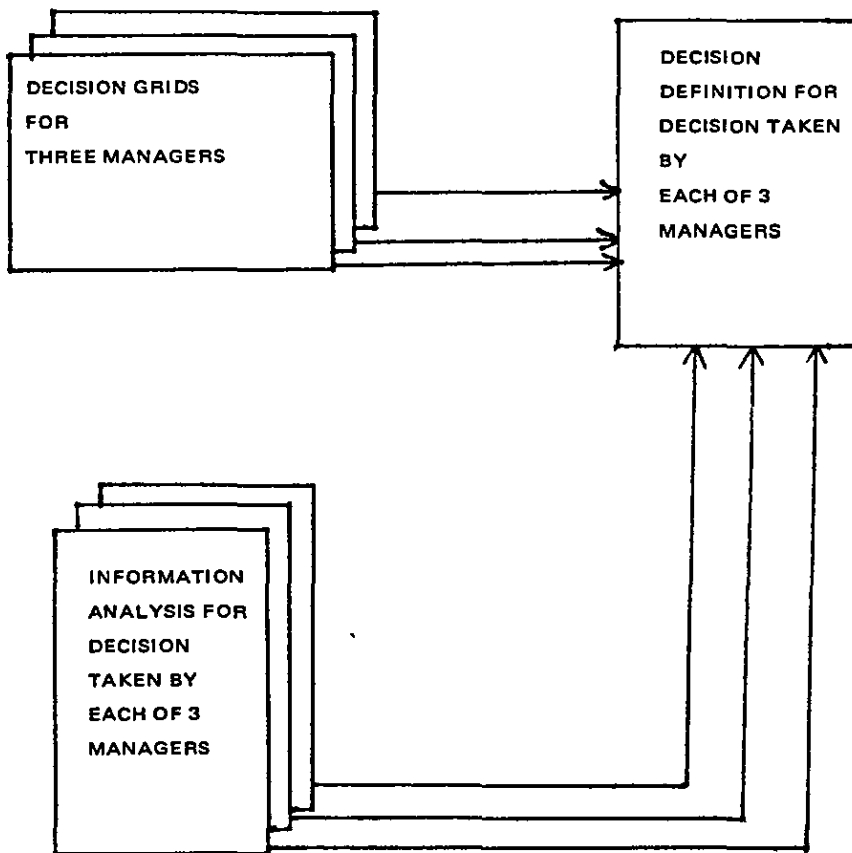 DECISION GRIDS
FOR
THREE MANAGERS
DECISION
DEFINITION FOR
DECISION TAKEN
BY
EACH OF 3
MANAGERS
INFORMATION
ANALYSIS FOR
DECISION
TAKEN BY
EACH OF 3
MANAGERS